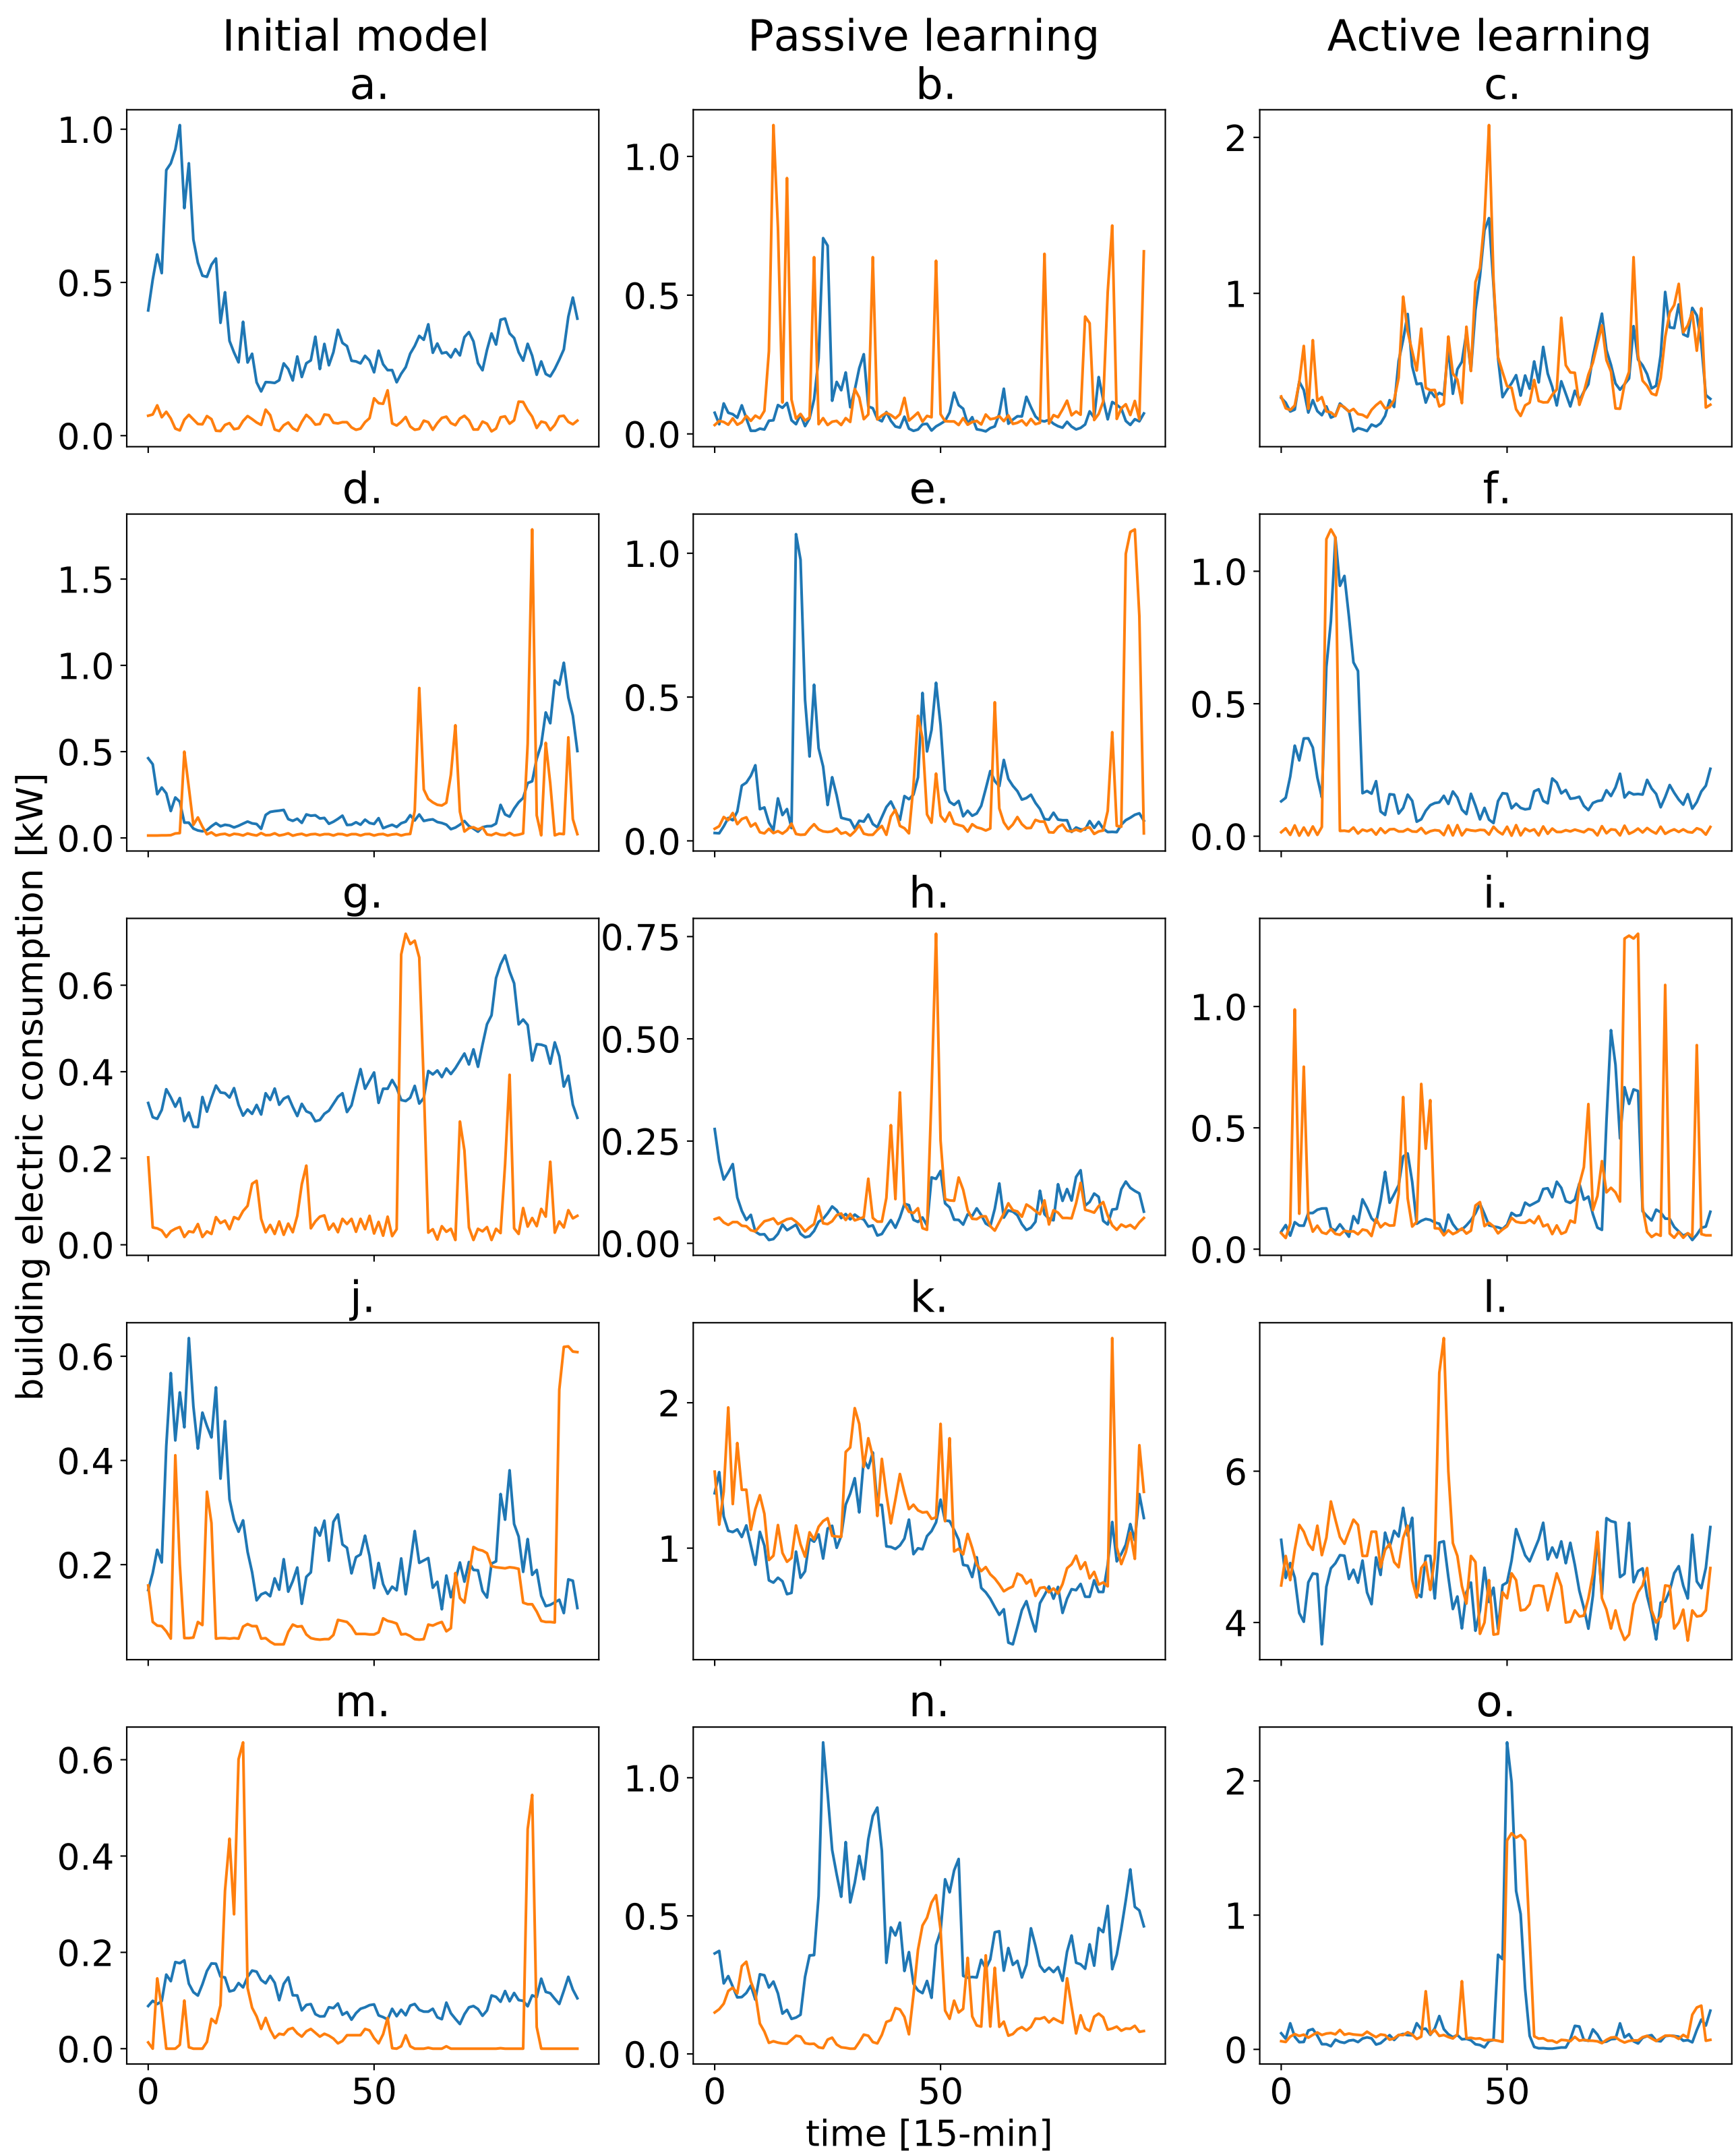 Initial model
Passive learning
Active learning
a.
b.
c.
1.0
0.5
0.0
1.0
0.5
0.0
2
1
d.
e.
f.
1.5
1.0
0.5
0.0
1.0
0.5
0.0
1.0
0.5
0.0
g.
h.
i.
0.6
0.4
0.2
0.0
0.75
0.50
0.25
0.00
1.0
0.5
0.0
j.
k.
l.
0.6
0.4
0.2
2
1
6
4
m.
n.
o.
0.6
0.4
0.2
0.0
1.0
0.5
0.0
2
1
0
0 50
0 50
0 50
building electric consumption [kW]
time [15-min]